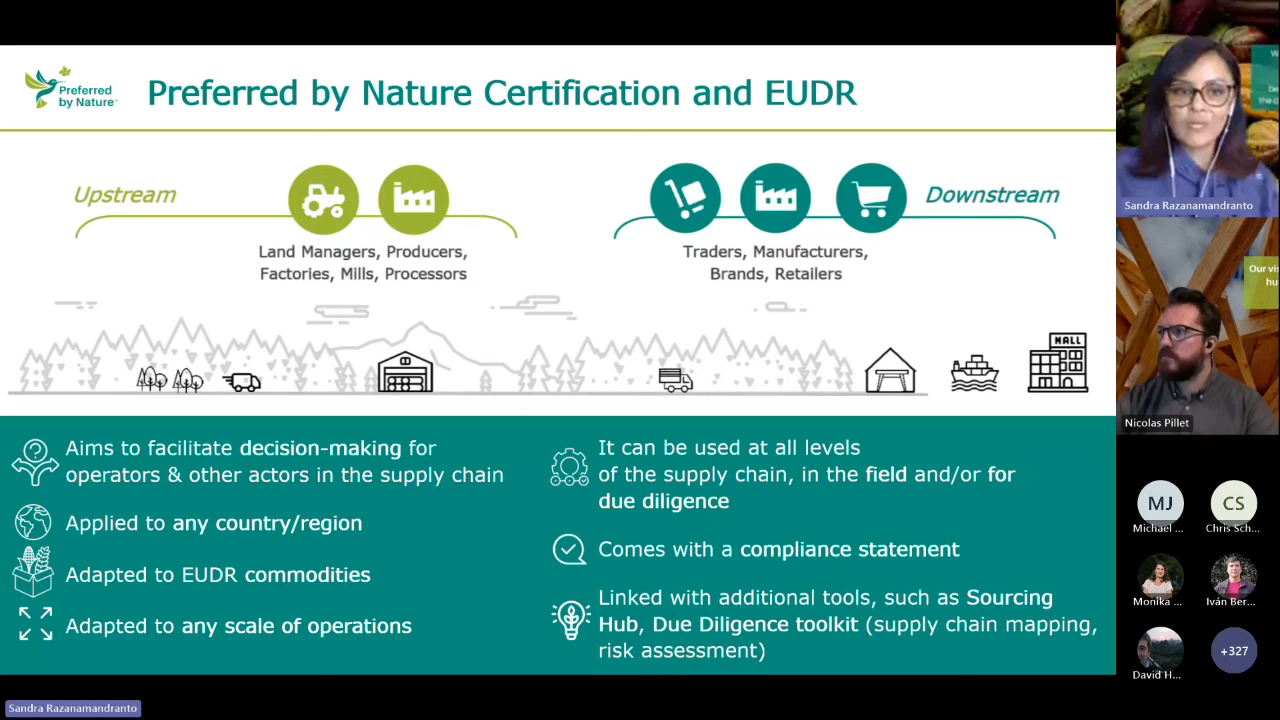 Preferred
by Nature™
Preferred by Nature Certification and EUDR
Upstream
Downstream
Land Managers, Producers,
Factories, Mills, Processors
Traders, Manufacturers,
Brands, Retailers
MALL
Aims to facilitate decision-making for
operators & other actors in the supply chain
Applied to any country/region
Adapted to EUDR commodities
Adapted to any scale of operations
It can be used at all levels
of the supply chain, in the field and/or for
due diligence
Comes with a compliance statement
Linked with additional tools, such as Sourcing
Hub, Due Diligence toolkit (supply chain mapping,
risk assessment)
Sandra Razanamandranto
Our vis
hu
Nicolas Pillet
MJ
CS
Michael ...
Chris Sch...
Monika ...
Iván Ber...
David H...
+327
Sandra Razanamandranto